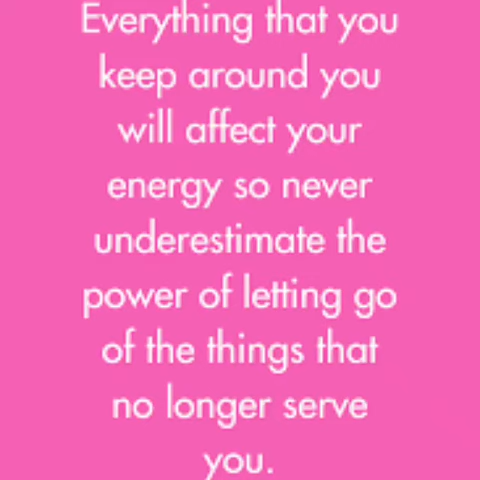 Everything that you
keep around you
will affect your
energy so never
underestimate the
power of letting go
of the things that
no longer serve
you.